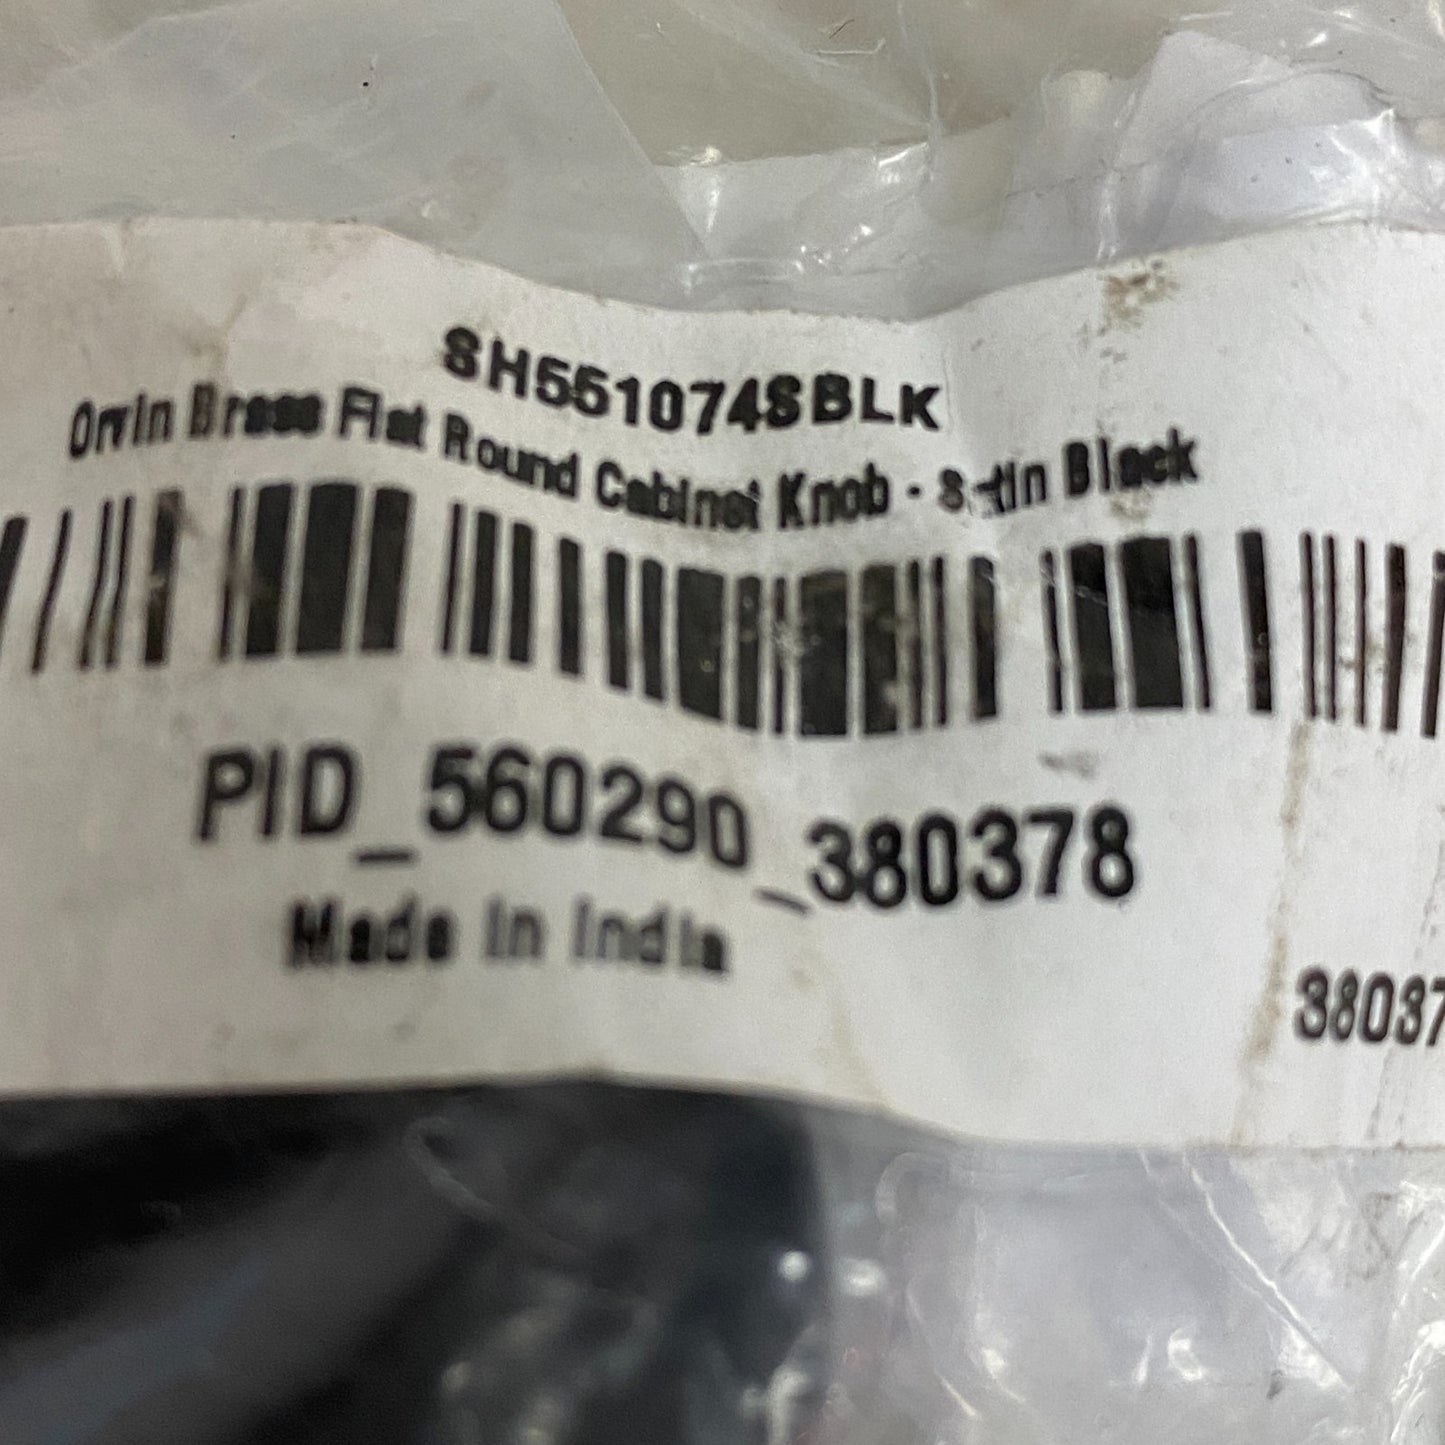 SH551074SBLK
Orvin Brass Flat Round Cabinet Knob - Satin Black
PID_560290_380378
Made in India
38037